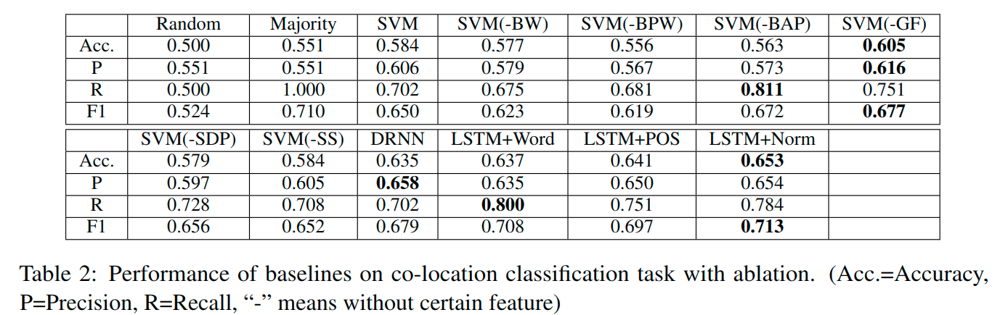 Random Majority SVM SVM(-BW) SVM(-BPW) SVM(-BAP) SVM(-GF)
Acc. 0.500 0.551 0.584 0.577 0.556 0.563 0.605
P 0.551 0.551 0.606 0.579 0.567 0.573 0.616
R 0.500 1.000 0.702 0.675 0.681 0.811 0.751
F1 0.524 0.710 0.650 0.623 0.619 0.672 0.677
SVM(-SDP) SVM(-SS) DRNN LSTM+Word LSTM+POS LSTM+Norm
Acc. 0.579 0.584 0.635 0.637 0.641 0.653
P 0.597 0.605 0.658 0.635 0.650 0.654
R 0.728 0.708 0.702 0.800 0.751 0.784
F1 0.656 0.652 0.679 0.708 0.697 0.713
Table 2: Performance of baselines on co-location classification task with ablation. (Acc.=Accuracy,
P=Precision, R=Recall, “-” means without certain feature)